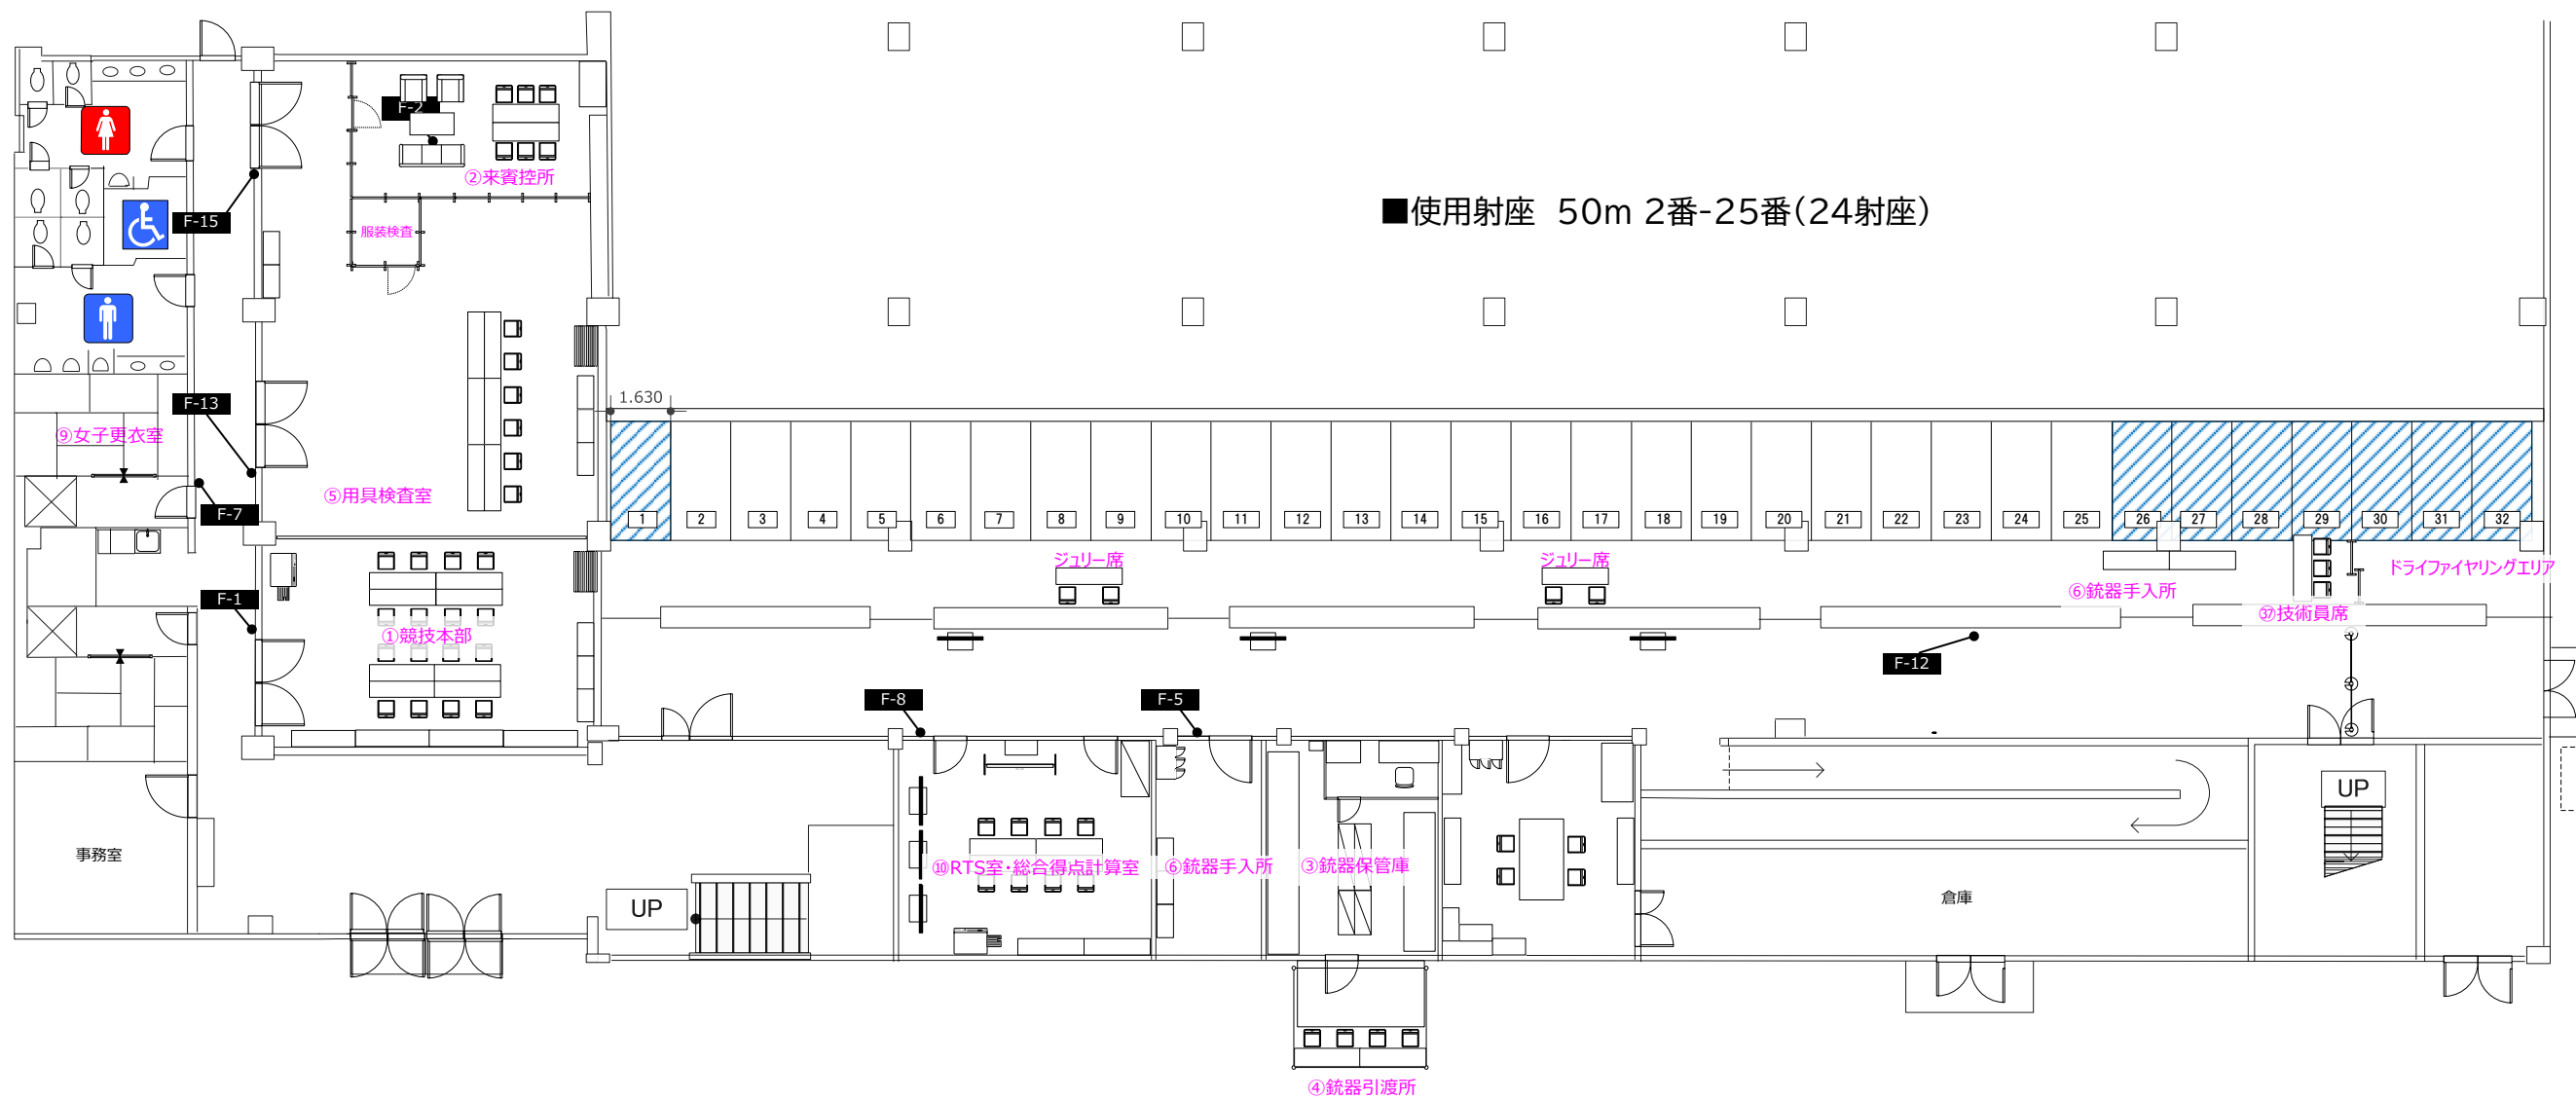 F-2
②来賓控所
F-15
■使用射座 50m 2番-25番(24射座)
服装検査
1.630
F-13
⑨女子更衣室
⑤用具検査室
F-7
1 2 3 4 5 6 7 8 9 10 11 12 13 14 15 16 17 18 19 20 21 22 23 24 25 26 27 28 29 30 31 32
ジュリー席
ジュリー席
ドライファイヤリングエリア
⑥銃器手入所
F-1
㊲技術員席
①競技本部
F-12
F-8
F-5
UP
事務室
⑩RTS室・総合得点計算室
⑥銃器手入所
③銃器保管庫
倉庫
UP
④銃器引渡所